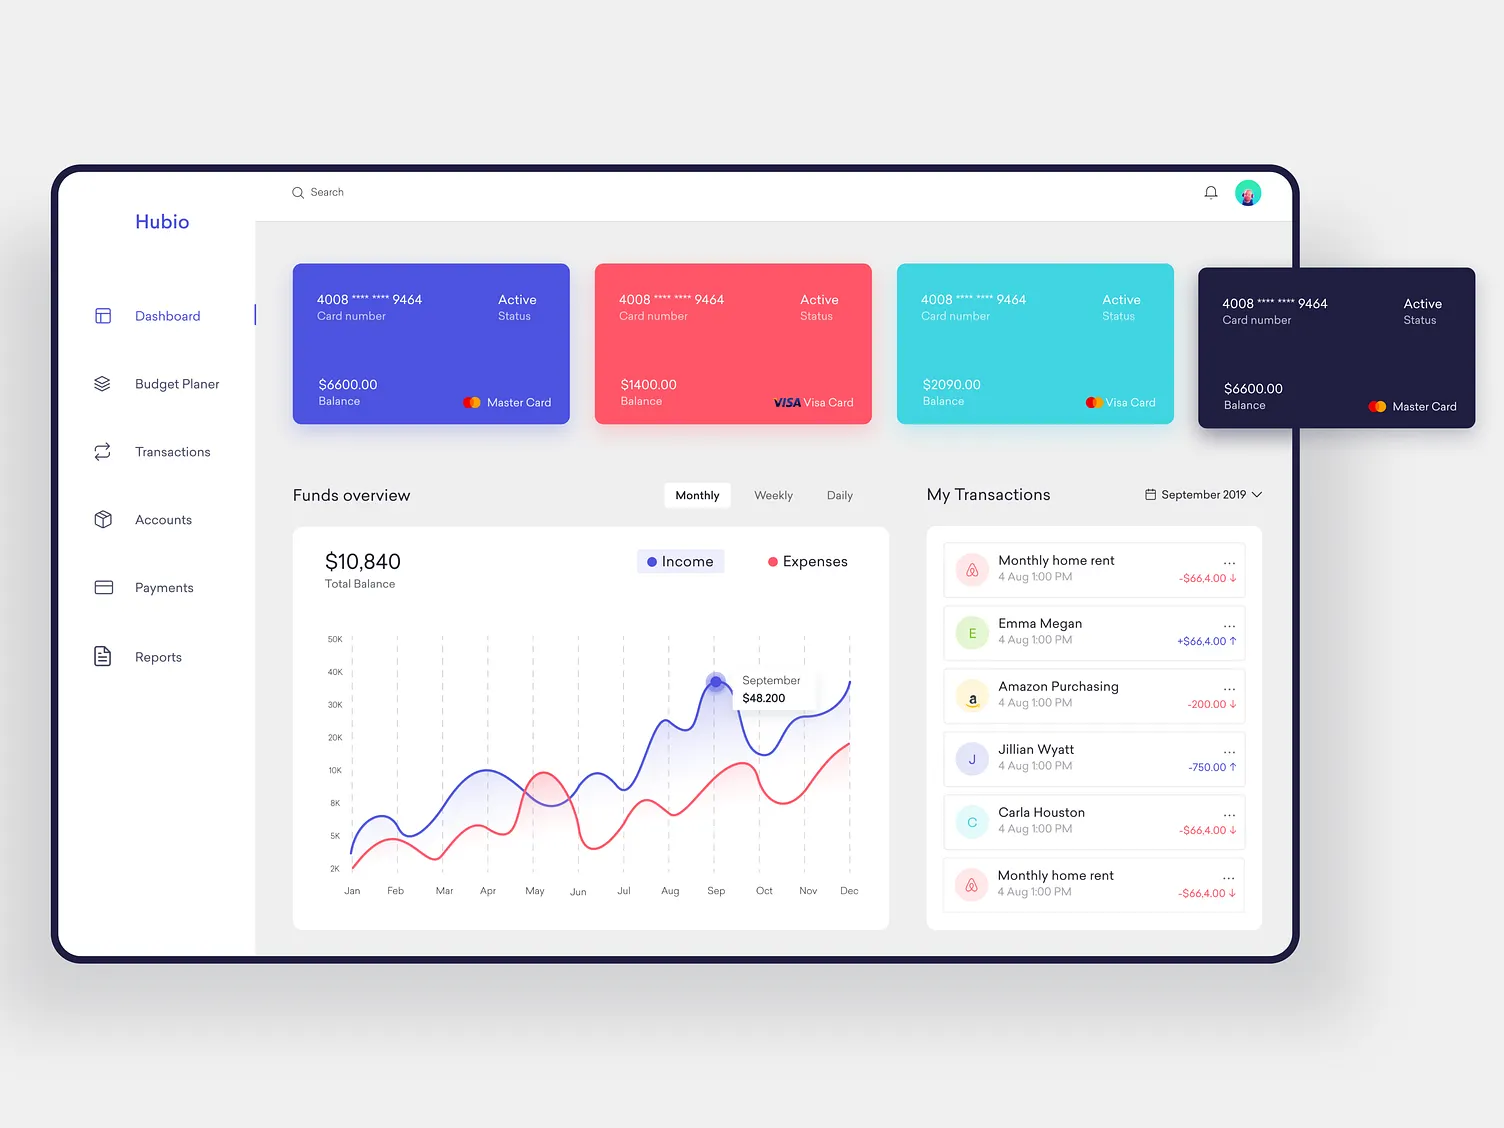 Search
Hubio
Dashboard
Budget Planer
Transactions
Accounts
Payments
Reports
4008 **** **** 9464
Card number
Active
Status
$6600.00
Balance
Master Card
4008 **** **** 9464
Card number
Active
Status
$1400.00
Balance
VISA Visa Card
4008 **** **** 9464
Card number
Active
Status
$2090.00
Balance
Visa Card
4008 **** **** 9464
Card number
Active
Status
$6600.00
Balance
Master Card
Funds overview
Monthly
Weekly
Daily
$10,840
Total Balance
Income
Expenses
50K
40K
30K
20K
10K
8K
5K
2K
September
$48.200
Jan
Feb
Mar
Apr
May
Jun
Jul
Aug
Sep
Oct
Nov
Dec
My Transactions
September 2019
Monthly home rent
4 Aug 1:00 PM
...
-$66,4.00 ↓
E
Emma Megan
4 Aug 1:00 PM
...
+$66,4.00 ↑
a
Amazon Purchasing
4 Aug 1:00 PM
...
-200.00 ↓
J
Jillian Wyatt
4 Aug 1:00 PM
...
-750.00 ↑
C
Carla Houston
4 Aug 1:00 PM
...
-$66,4.00 ↓
Monthly home rent
4 Aug 1:00 PM
...
-$66,4.00 ↓